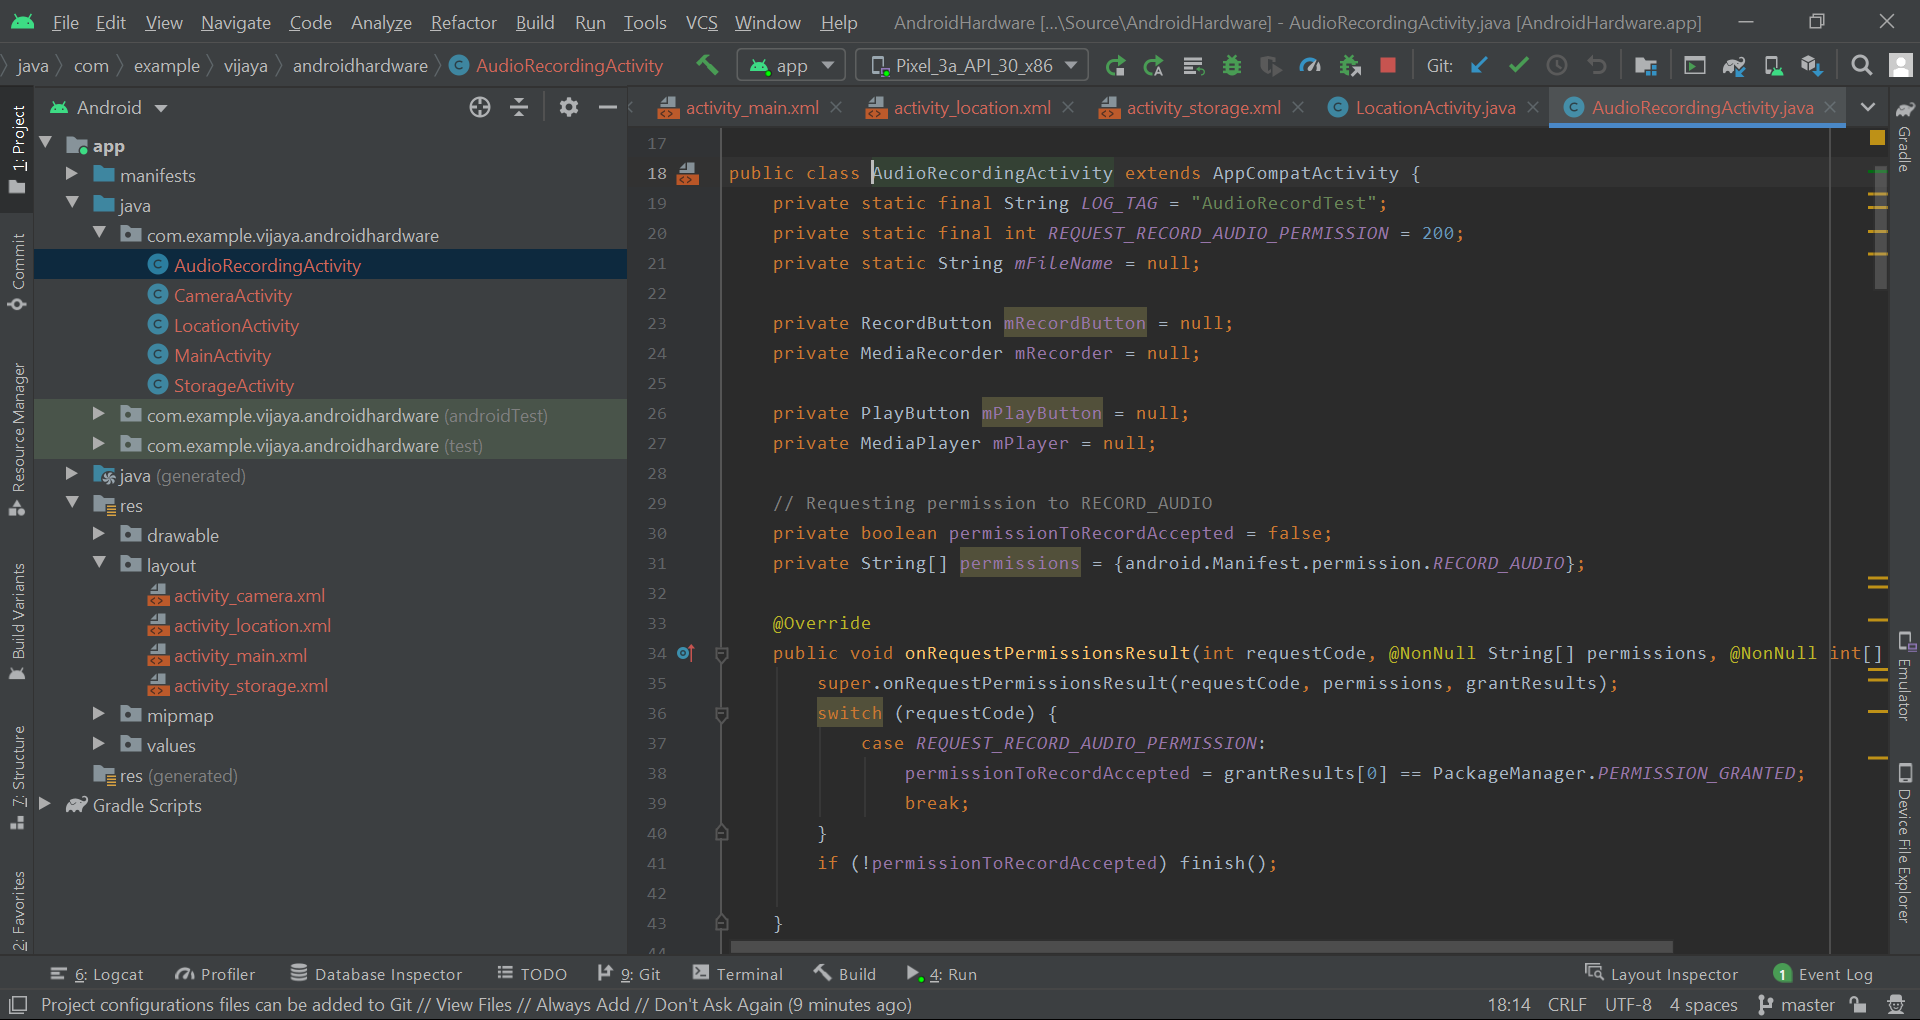 File Edit View Navigate Code Analyze Refactor Build Run Tools VCS Window Help AndroidHardware [...\Source\AndroidHardware] - AudioRecordingActivity.java [AndroidHardware.app]
java com example vijaya androidhardware AudioRecordingActivity app Pixel_3a_API_30_x86 Git:
Android
activity_main.xml activity_location.xml activity_storage.xml LocationActivity.java AudioRecordingActivity.java
1: Project
Commit
Resource Manager
Build Variants
7: Structure
2: Favorites
app
manifests
java
com.example.vijaya.androidhardware
AudioRecordingActivity
CameraActivity
LocationActivity
MainActivity
StorageActivity
com.example.vijaya.androidhardware (androidTest)
com.example.vijaya.androidhardware (test)
java (generated)
res
drawable
layout
activity_camera.xml
activity_location.xml
activity_main.xml
activity_storage.xml
mipmap
values
res (generated)
Gradle Scripts
17
18 public class AudioRecordingActivity extends AppCompatActivity {
19 private static final String LOG_TAG = "AudioRecordTest";
20 private static final int REQUEST_RECORD_AUDIO_PERMISSION = 200;
21 private static String mFileName = null;
22
23 private RecordButton mRecordButton = null;
24 private MediaRecorder mRecorder = null;
25
26 private PlayButton mPlayButton = null;
27 private MediaPlayer mPlayer = null;
28
29 // Requesting permission to RECORD_AUDIO
30 private boolean permissionToRecordAccepted = false;
31 private String[] permissions = {android.Manifest.permission.RECORD_AUDIO};
32
33 @Override
34 public void onRequestPermissionsResult(int requestCode, @NonNull String[] permissions, @NonNull int[]
35 super.onRequestPermissionsResult(requestCode, permissions, grantResults);
36 switch (requestCode) {
37 case REQUEST_RECORD_AUDIO_PERMISSION:
38 permissionToRecordAccepted = grantResults[0] == PackageManager.PERMISSION_GRANTED;
39 break;
40 }
41 if (!permissionToRecordAccepted) finish();
42
43 }
44
Gradle
Emulator
Device File Explorer
6: Logcat Profiler Database Inspector TODO 9: Git Terminal Build 4: Run Layout Inspector 1 Event Log
Project configurations files can be added to Git // View Files // Always Add // Don't Ask Again (9 minutes ago) 18:14 CRLF UTF-8 4 spaces master